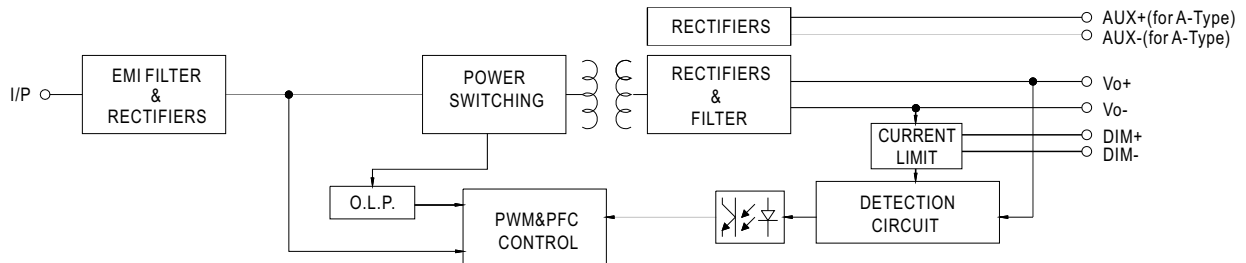 RECTIFIERS
AUX+(for A-Type)
AUX-(for A-Type)
I/P
EMI FILTER
&
RECTIFIERS
POWER
SWITCHING
RECTIFIERS
&
FILTER
Vo+
Vo-
CURRENT
LIMIT
DIM+
DIM-
O.L.P.
PWM&PFC
CONTROL
DETECTION
CIRCUIT